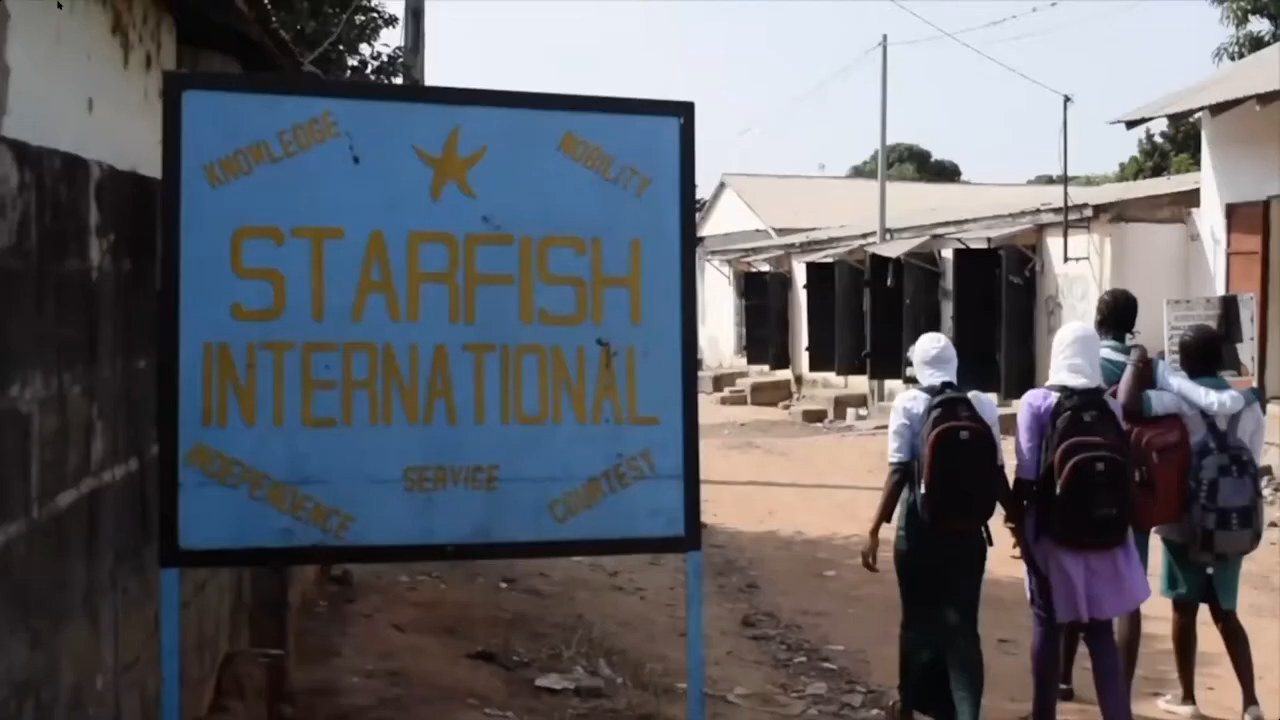 KNOWLEDGE
NOBILITY
STARFISH
INTERNATIONAL
INDEPENDENCE
SERVICE
COURTESY